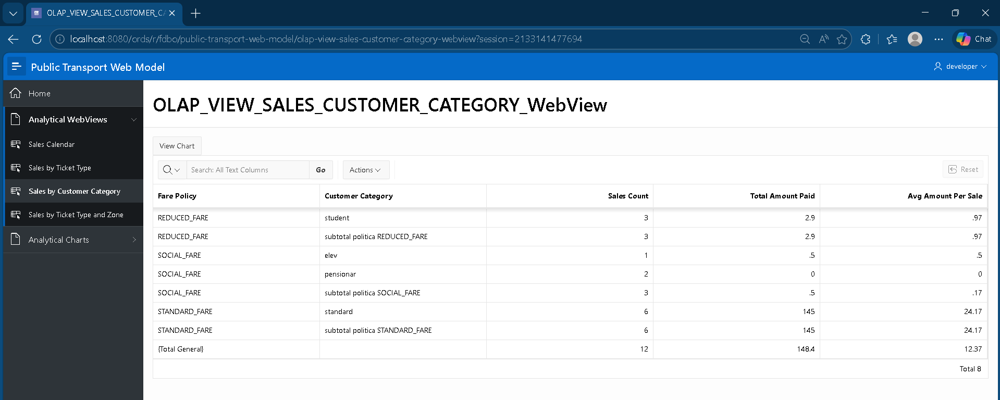 OLAP_VIEW_SALES_CUSTOMER_C
localhost:8080/ords/r/fdbo/public-transport-web-model/olap-view-sales-customer-category-webview?session=2133141477694
Chat
Public Transport Web Model
developer
Home
Analytical WebViews
Sales Calendar
Sales by Ticket Type
Sales by Customer Category
Sales by Ticket Type and Zone
Analytical Charts
OLAP_VIEW_SALES_CUSTOMER_CATEGORY_WebView
View Chart
Search: All Text Columns Go Actions Reset
Fare Policy Customer Category Sales Count Total Amount Paid Avg Amount Per Sale
REDUCED_FARE student 3 2.9 .97
REDUCED_FARE subtotal politica REDUCED_FARE 3 2.9 .97
SOCIAL_FARE elev 1 .5 .5
SOCIAL_FARE pensionar 2 0 0
SOCIAL_FARE subtotal politica SOCIAL_FARE 3 .5 .17
STANDARD_FARE standard 6 145 24.17
STANDARD_FARE subtotal politica STANDARD_FARE 6 145 24.17
{Total General} 12 148.4 12.37
Total 8